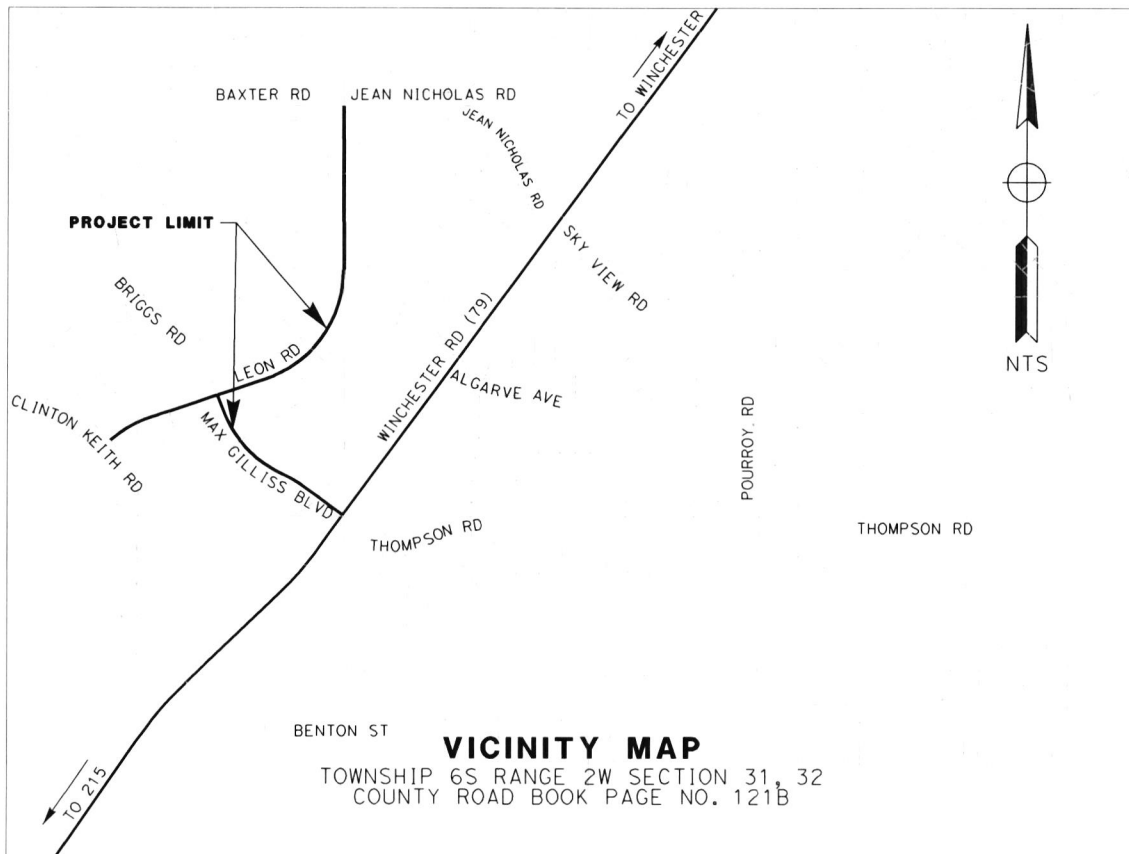 TO WINCHESTER
BAXTER RD
JEAN NICHOLAS RD
JEAN NICHOLAS RD
PROJECT LIMIT
SKY VIEW RD
BRIGGS RD
WINCHESTER RD (79)
LEON RD
NTS
ALGARVE AVE
CLINTON KEITH RD
MAX GILLISS BLVD
POURROY RD
THOMPSON RD
THOMPSON RD
BENTON ST
VICINITY MAP
TOWNSHIP 6S RANGE 2W SECTION 31, 32
COUNTY ROAD BOOK PAGE NO. 121B
TO 215